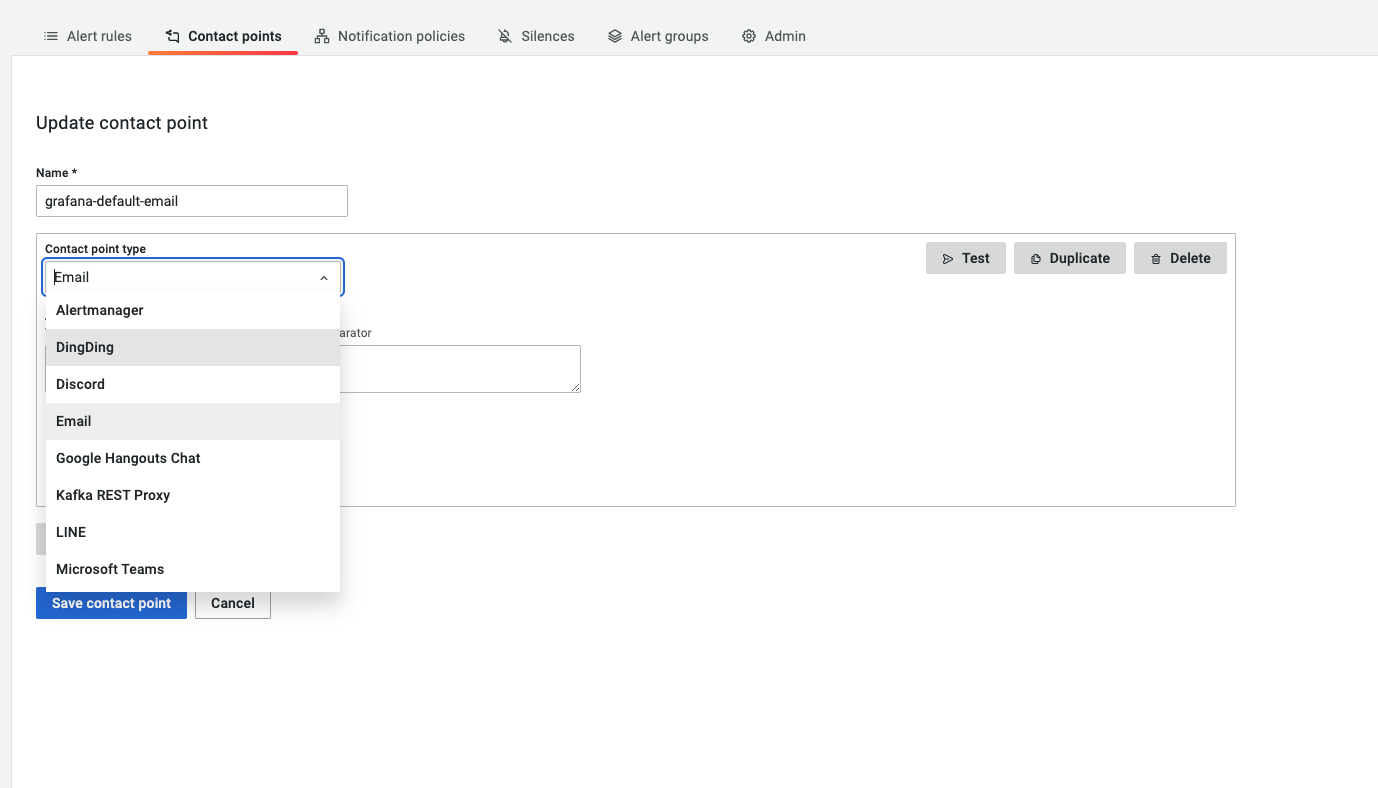 Alert rules
Contact points
Notification policies
Silences
Alert groups
Admin
Update contact point
Name *
grafana-default-email
Contact point type
Test
Duplicate
Delete
Email
Alertmanager
arator
DingDing
Discord
Email
Google Hangouts Chat
Kafka REST Proxy
LINE
Microsoft Teams
Save contact point
Cancel